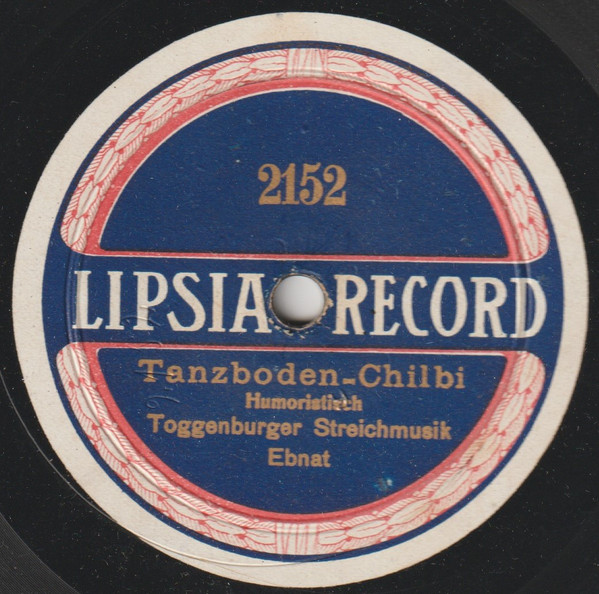 2152
LIPSIA RECORD
Tanzboden-Chilbi
Humoristisch
Toggenburger Streichmusik
Ebnat